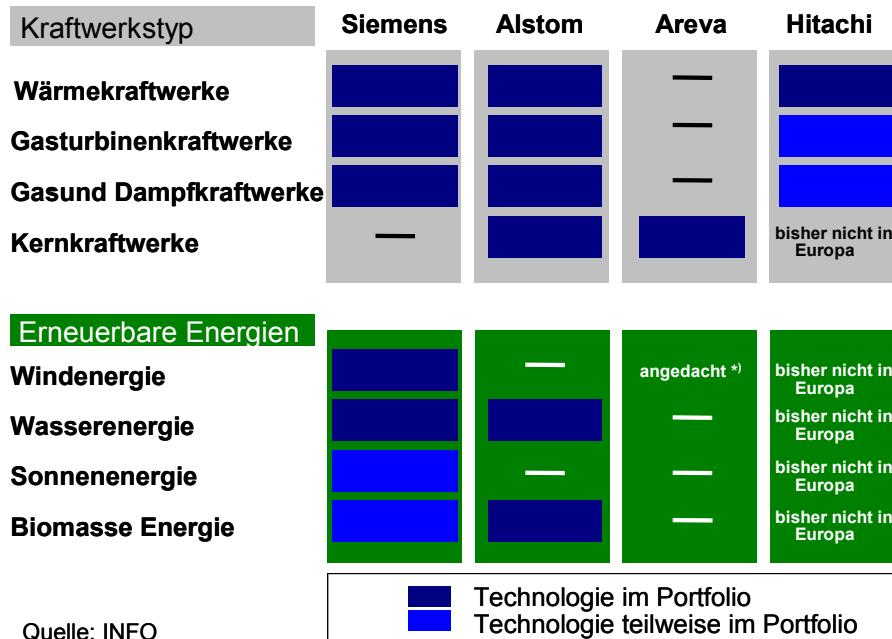 Kraftwerkstyp Siemens Alstom Areva Hitachi
Wärmekraftwerke —
Gasturbinenkraftwerke —
Gasund Dampfkraftwerke —
Kernkraftwerke — bisher nicht in
Europa
Erneuerbare Energien
Windenergie — angedacht *) bisher nicht in
Europa
Wasserenergie — bisher nicht in
Europa
Sonnenenergie — — bisher nicht in
Europa
Biomasse Energie — bisher nicht in
Europa
Technologie im Portfolio
Technologie teilweise im Portfolio
Quelle: INFO